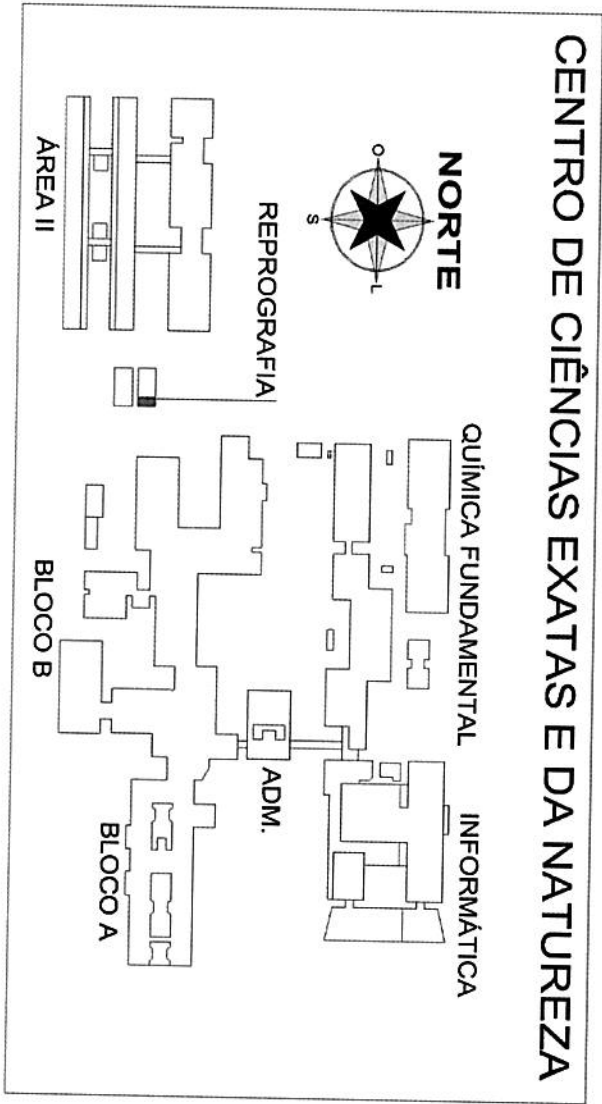 CENTRO DE CIÊNCIAS EXATAS E DA NATUREZA
NORTE
O
L
S
QUÍMICA FUNDAMENTAL
INFORMÁTICA
REPROGRAFIA
ADM.
ÁREA II
BLOCO B
BLOCO A